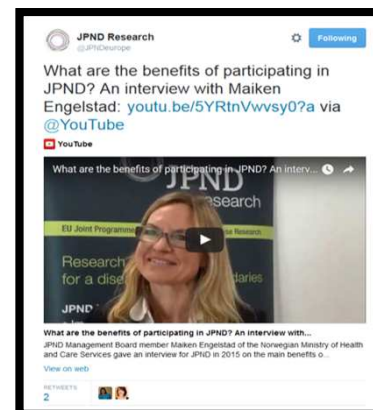 JPND Research
@JPNDeurope
Following
What are the benefits of participating in
JPND? An interview with Maiken
Engelstad: youtu.be/5YRtnVwvsy0?a via
@YouTube
YouTube
What are the benefits of participating in JPND? An interv...
JPND
search
EU Joint Programme
se Research
Research
for a dise
daries
JPND
What are the benefits of participating in JPND? An interview with...
JPND Management Board member Maiken Engelstad of the Norwegian Ministry of Health
and Care Services gave an interview for JPND in 2015 on the main benefits o...
View on web
RETWEETS
2